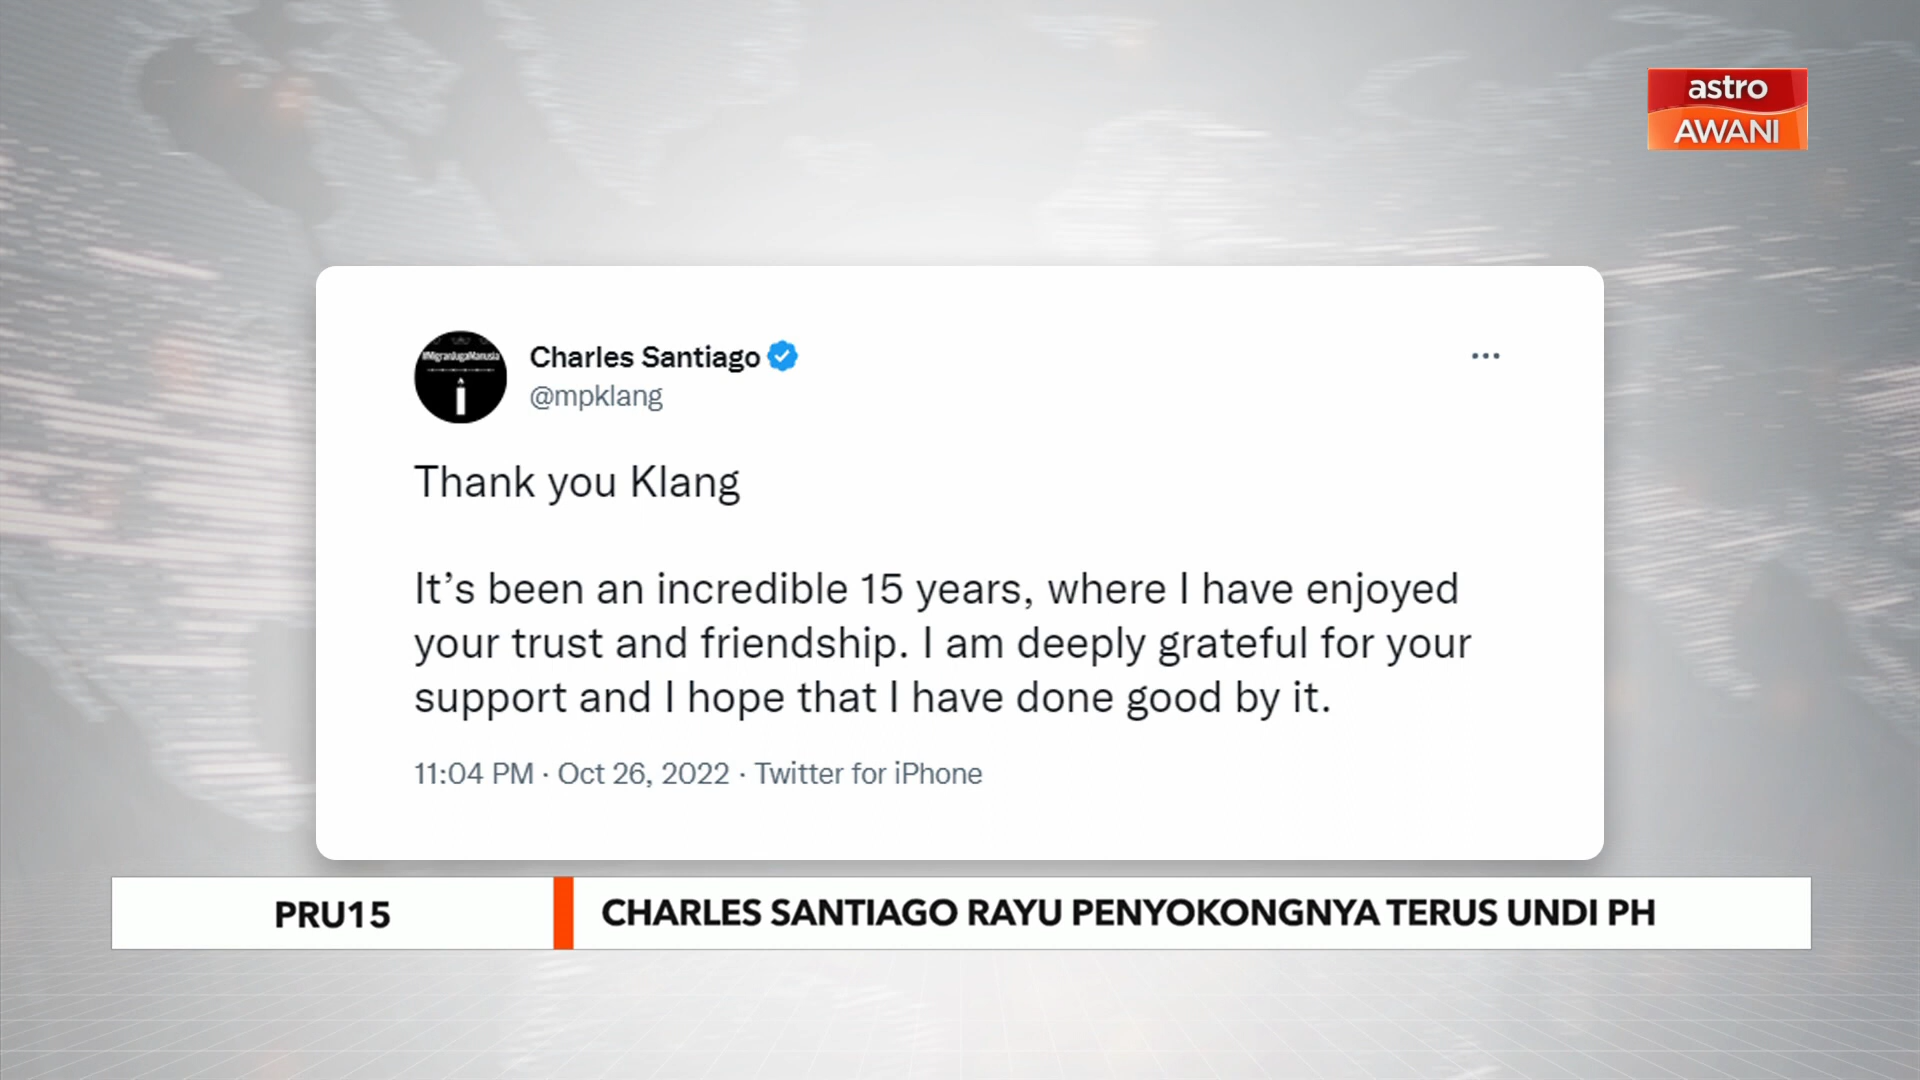 astro
AWANI
#MigranJugaManusia
Charles Santiago
@mpklang
Thank you Klang
It’s been an incredible 15 years, where I have enjoyed
your trust and friendship. I am deeply grateful for your
support and I hope that I have done good by it.
11:04 PM · Oct 26, 2022 · Twitter for iPhone
PRU15
CHARLES SANTIAGO RAYU PENYOKONGNYA TERUS UNDI PH